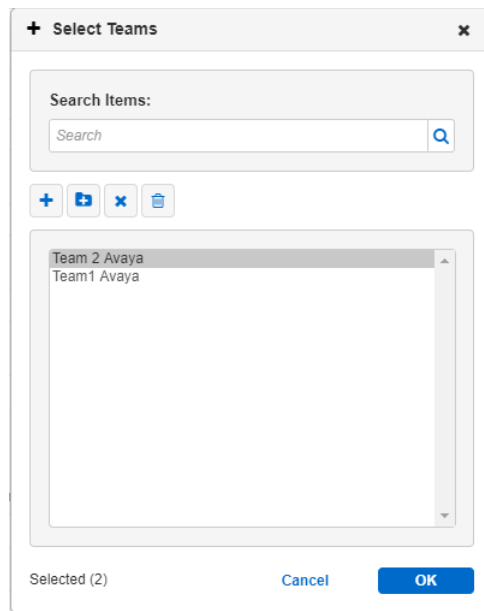 Select Teams
Search Items:
Search
Team 2 Avaya
Team1 Avaya
Selected (2)
Cancel
OK